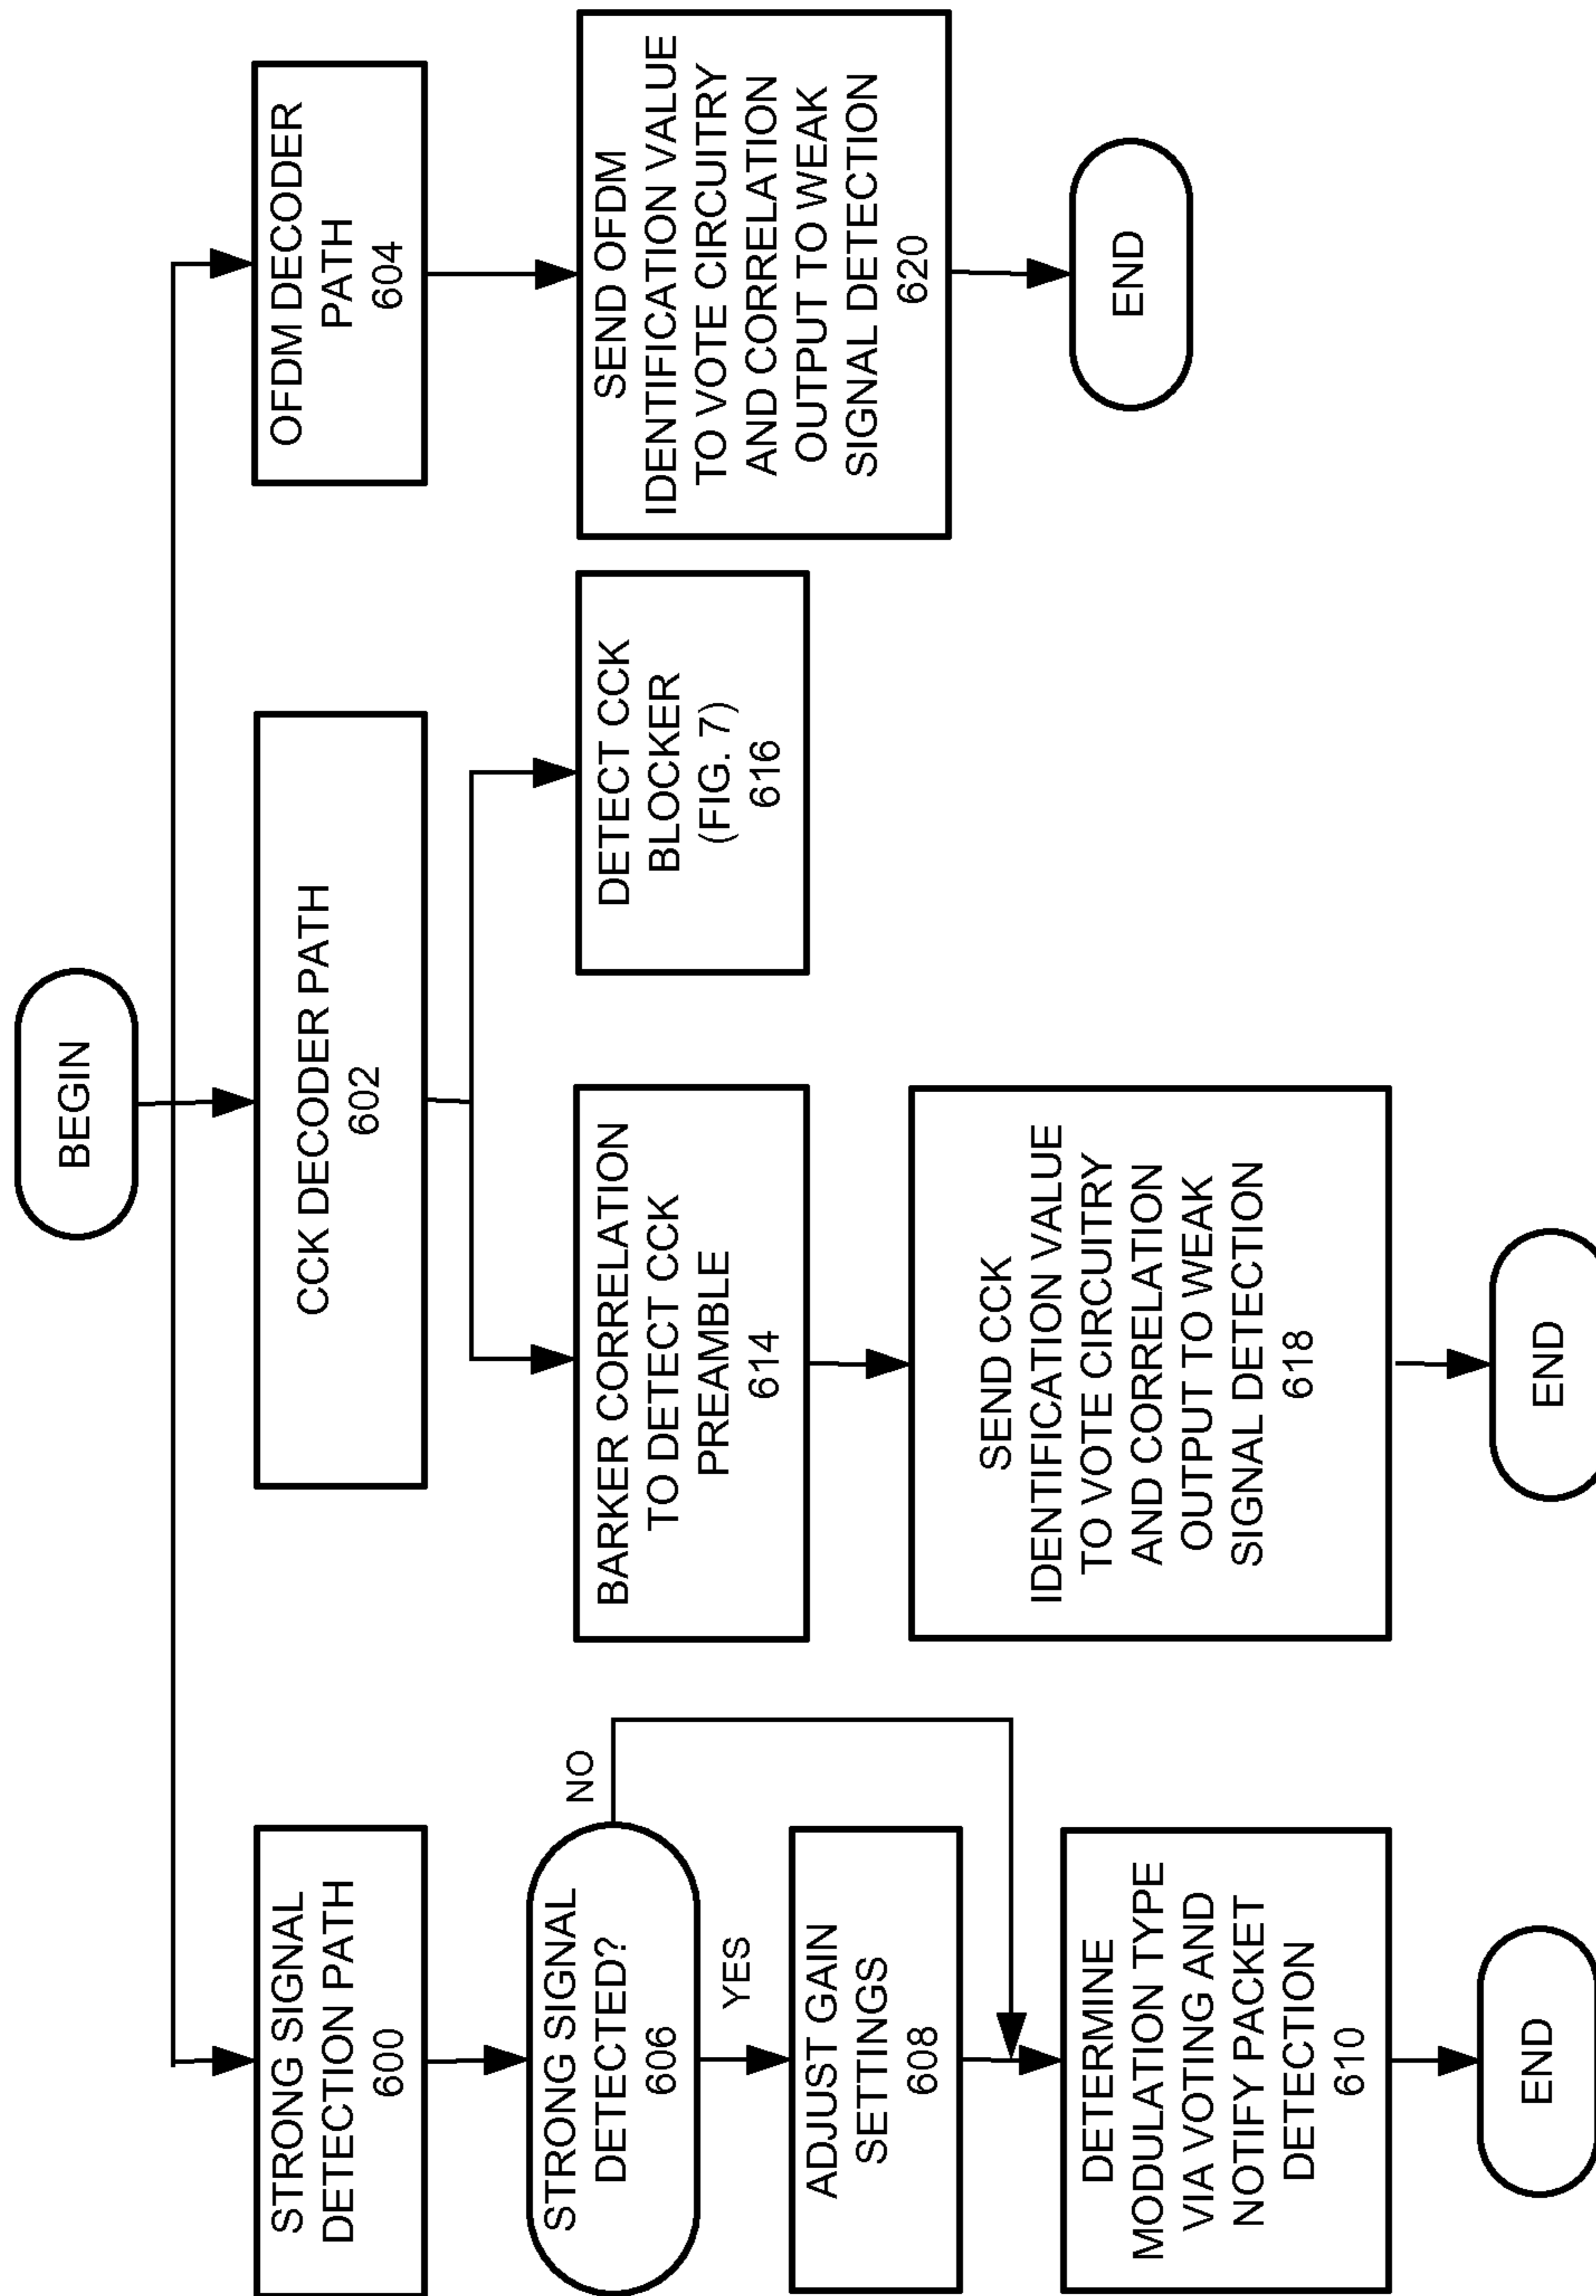 BEGIN
STRONG SIGNAL
DETECTION PATH
600
CCK DECODER PATH
602
OFDM DECODER
PATH
604
STRONG SIGNAL
DETECTED?
606
NO
YES
ADJUST GAIN
SETTINGS
608
DETERMINE
MODULATION TYPE
VIA VOTING AND
NOTIFY PACKET
DETECTION
610
END
BARKER CORRELATION
TO DETECT CCK
PREAMBLE
614
DETECT CCK
BLOCKER
(FIG. 7)
616
SEND CCK
IDENTIFICATION VALUE
TO VOTE CIRCUITRY
AND CORRELATION
OUTPUT TO WEAK
SIGNAL DETECTION
618
END
SEND OFDM
IDENTIFICATION VALUE
TO VOTE CIRCUITRY
AND CORRELATION
OUTPUT TO WEAK
SIGNAL DETECTION
620
END